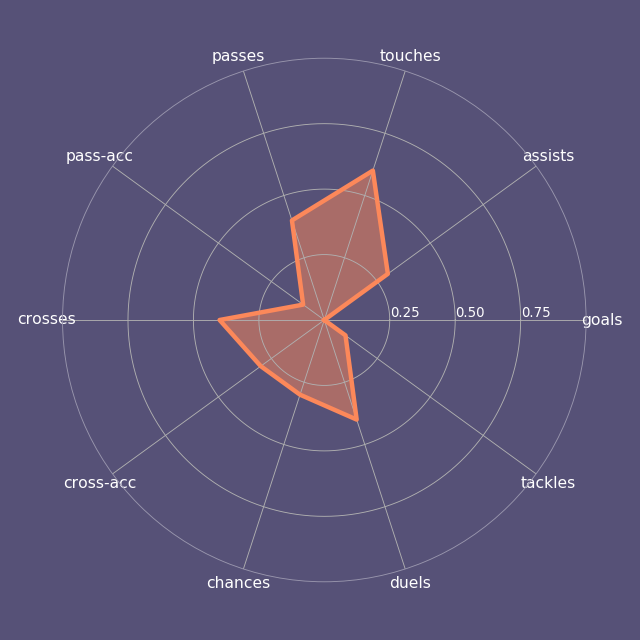 passes
touches
pass-acc
assists
crosses
0.25
0.50
0.75
goals
cross-acc
tackles
chances
duels